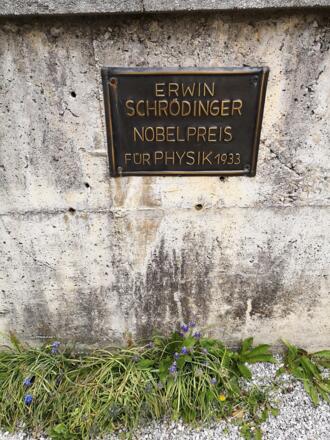 ERWIN
SCHRÖDINGER
NOBELPREIS
FÜR PHYSIK 1933